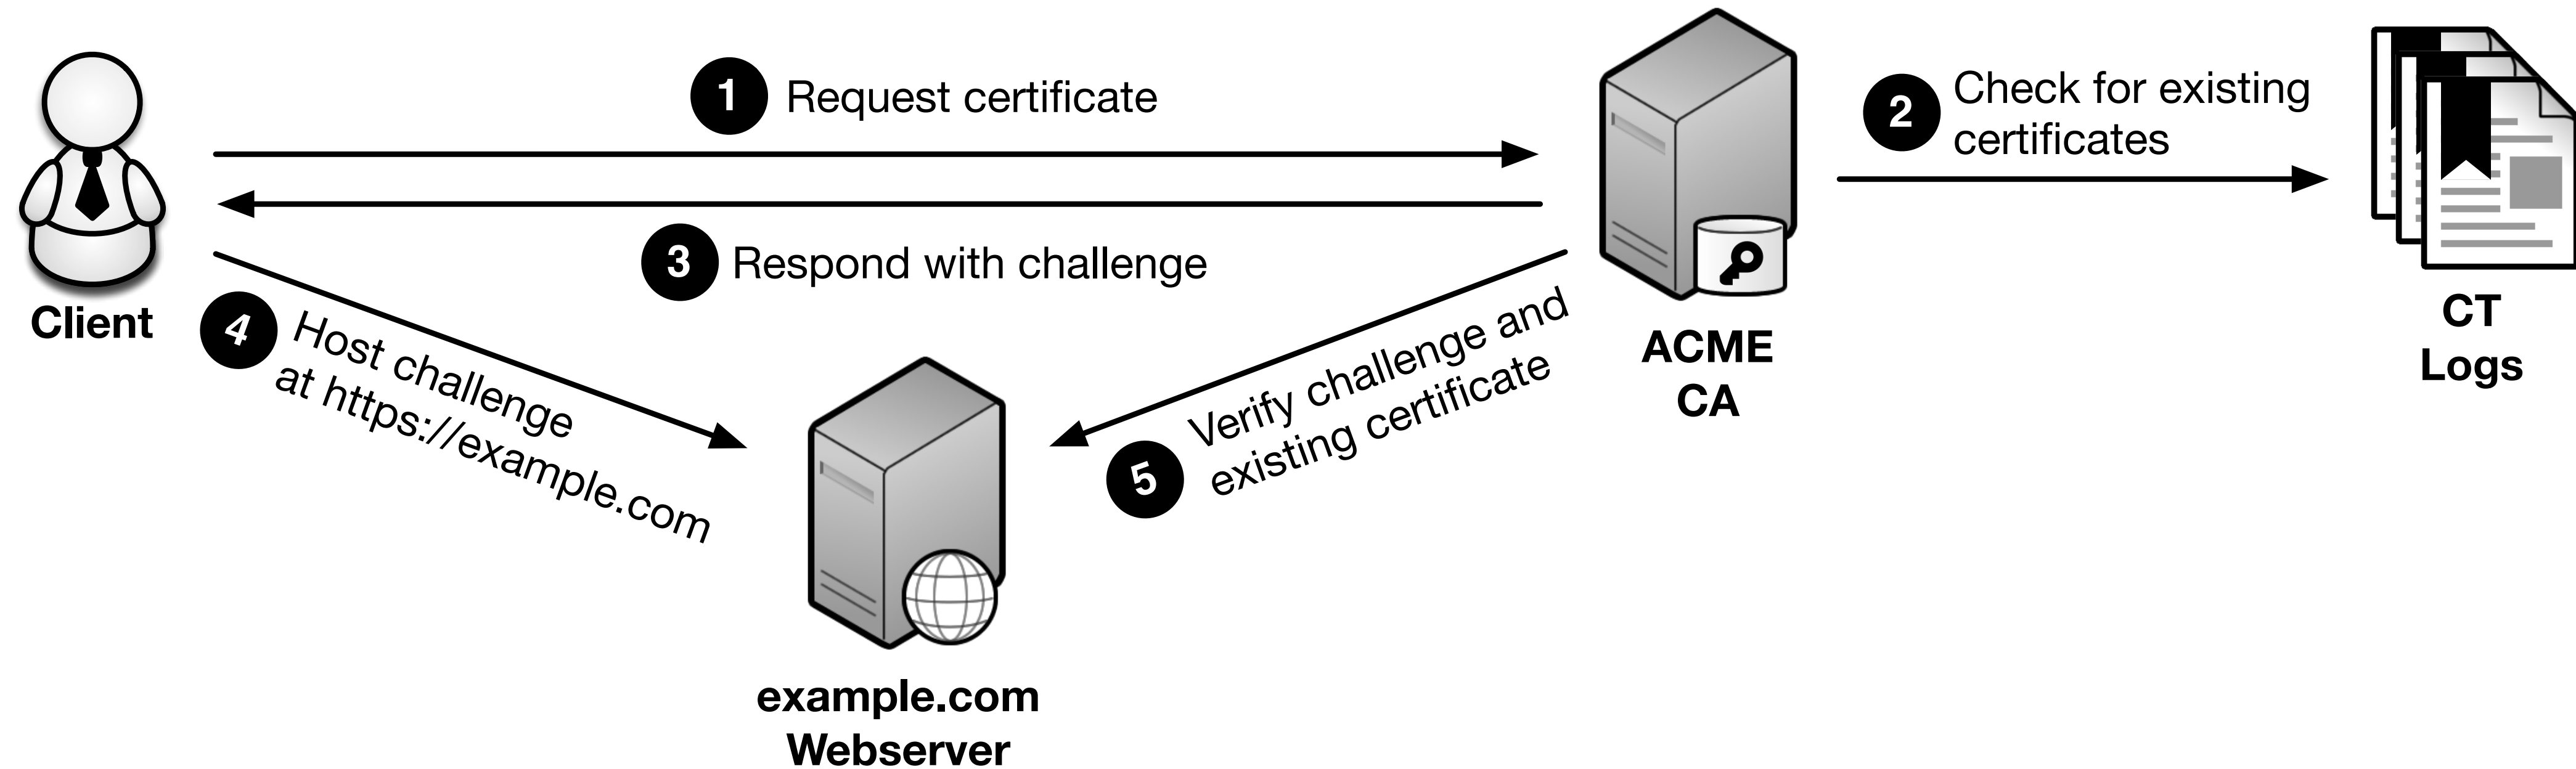 1 Request certificate
2 Check for existing
certificates
3 Respond with challenge
Client
4 Host challenge
at https://example.com
5 Verify challenge and
existing certificate
ACME
CA
CT
Logs
example.com
Webserver